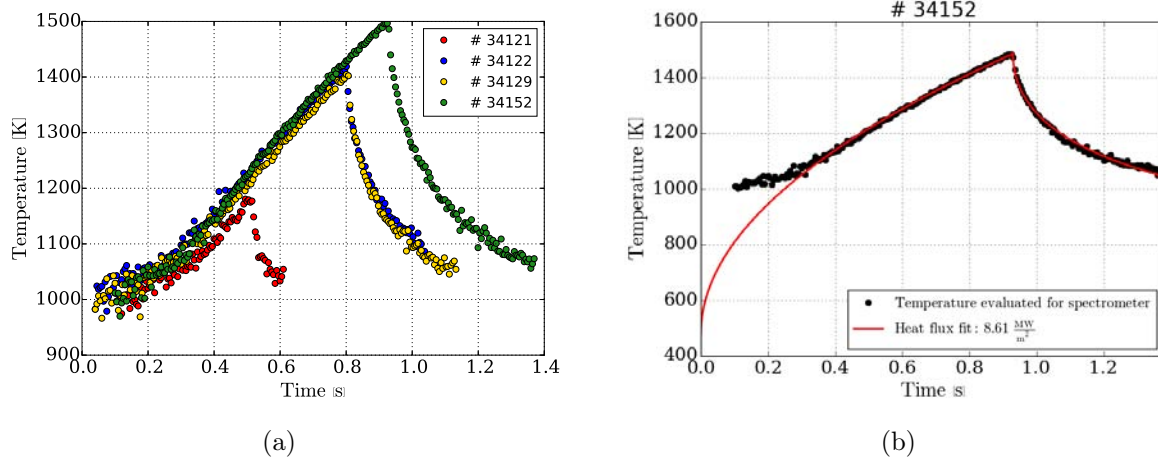 1500
1400
1300
1200
1100
1000
900
Temperature [K]
0.0 0.2 0.4 0.6 0.8 1.0 1.2 1.4
Time [s]
# 34121
# 34122
# 34129
# 34152
(a)
# 34152
1600
1400
1200
1000
800
600
400
Temperature [K]
0.0 0.2 0.4 0.6 0.8 1.0 1.2
Time [s]
Temperature evaluated for spectrometer
Heat flux fit: 8.61 MW/m²
(b)